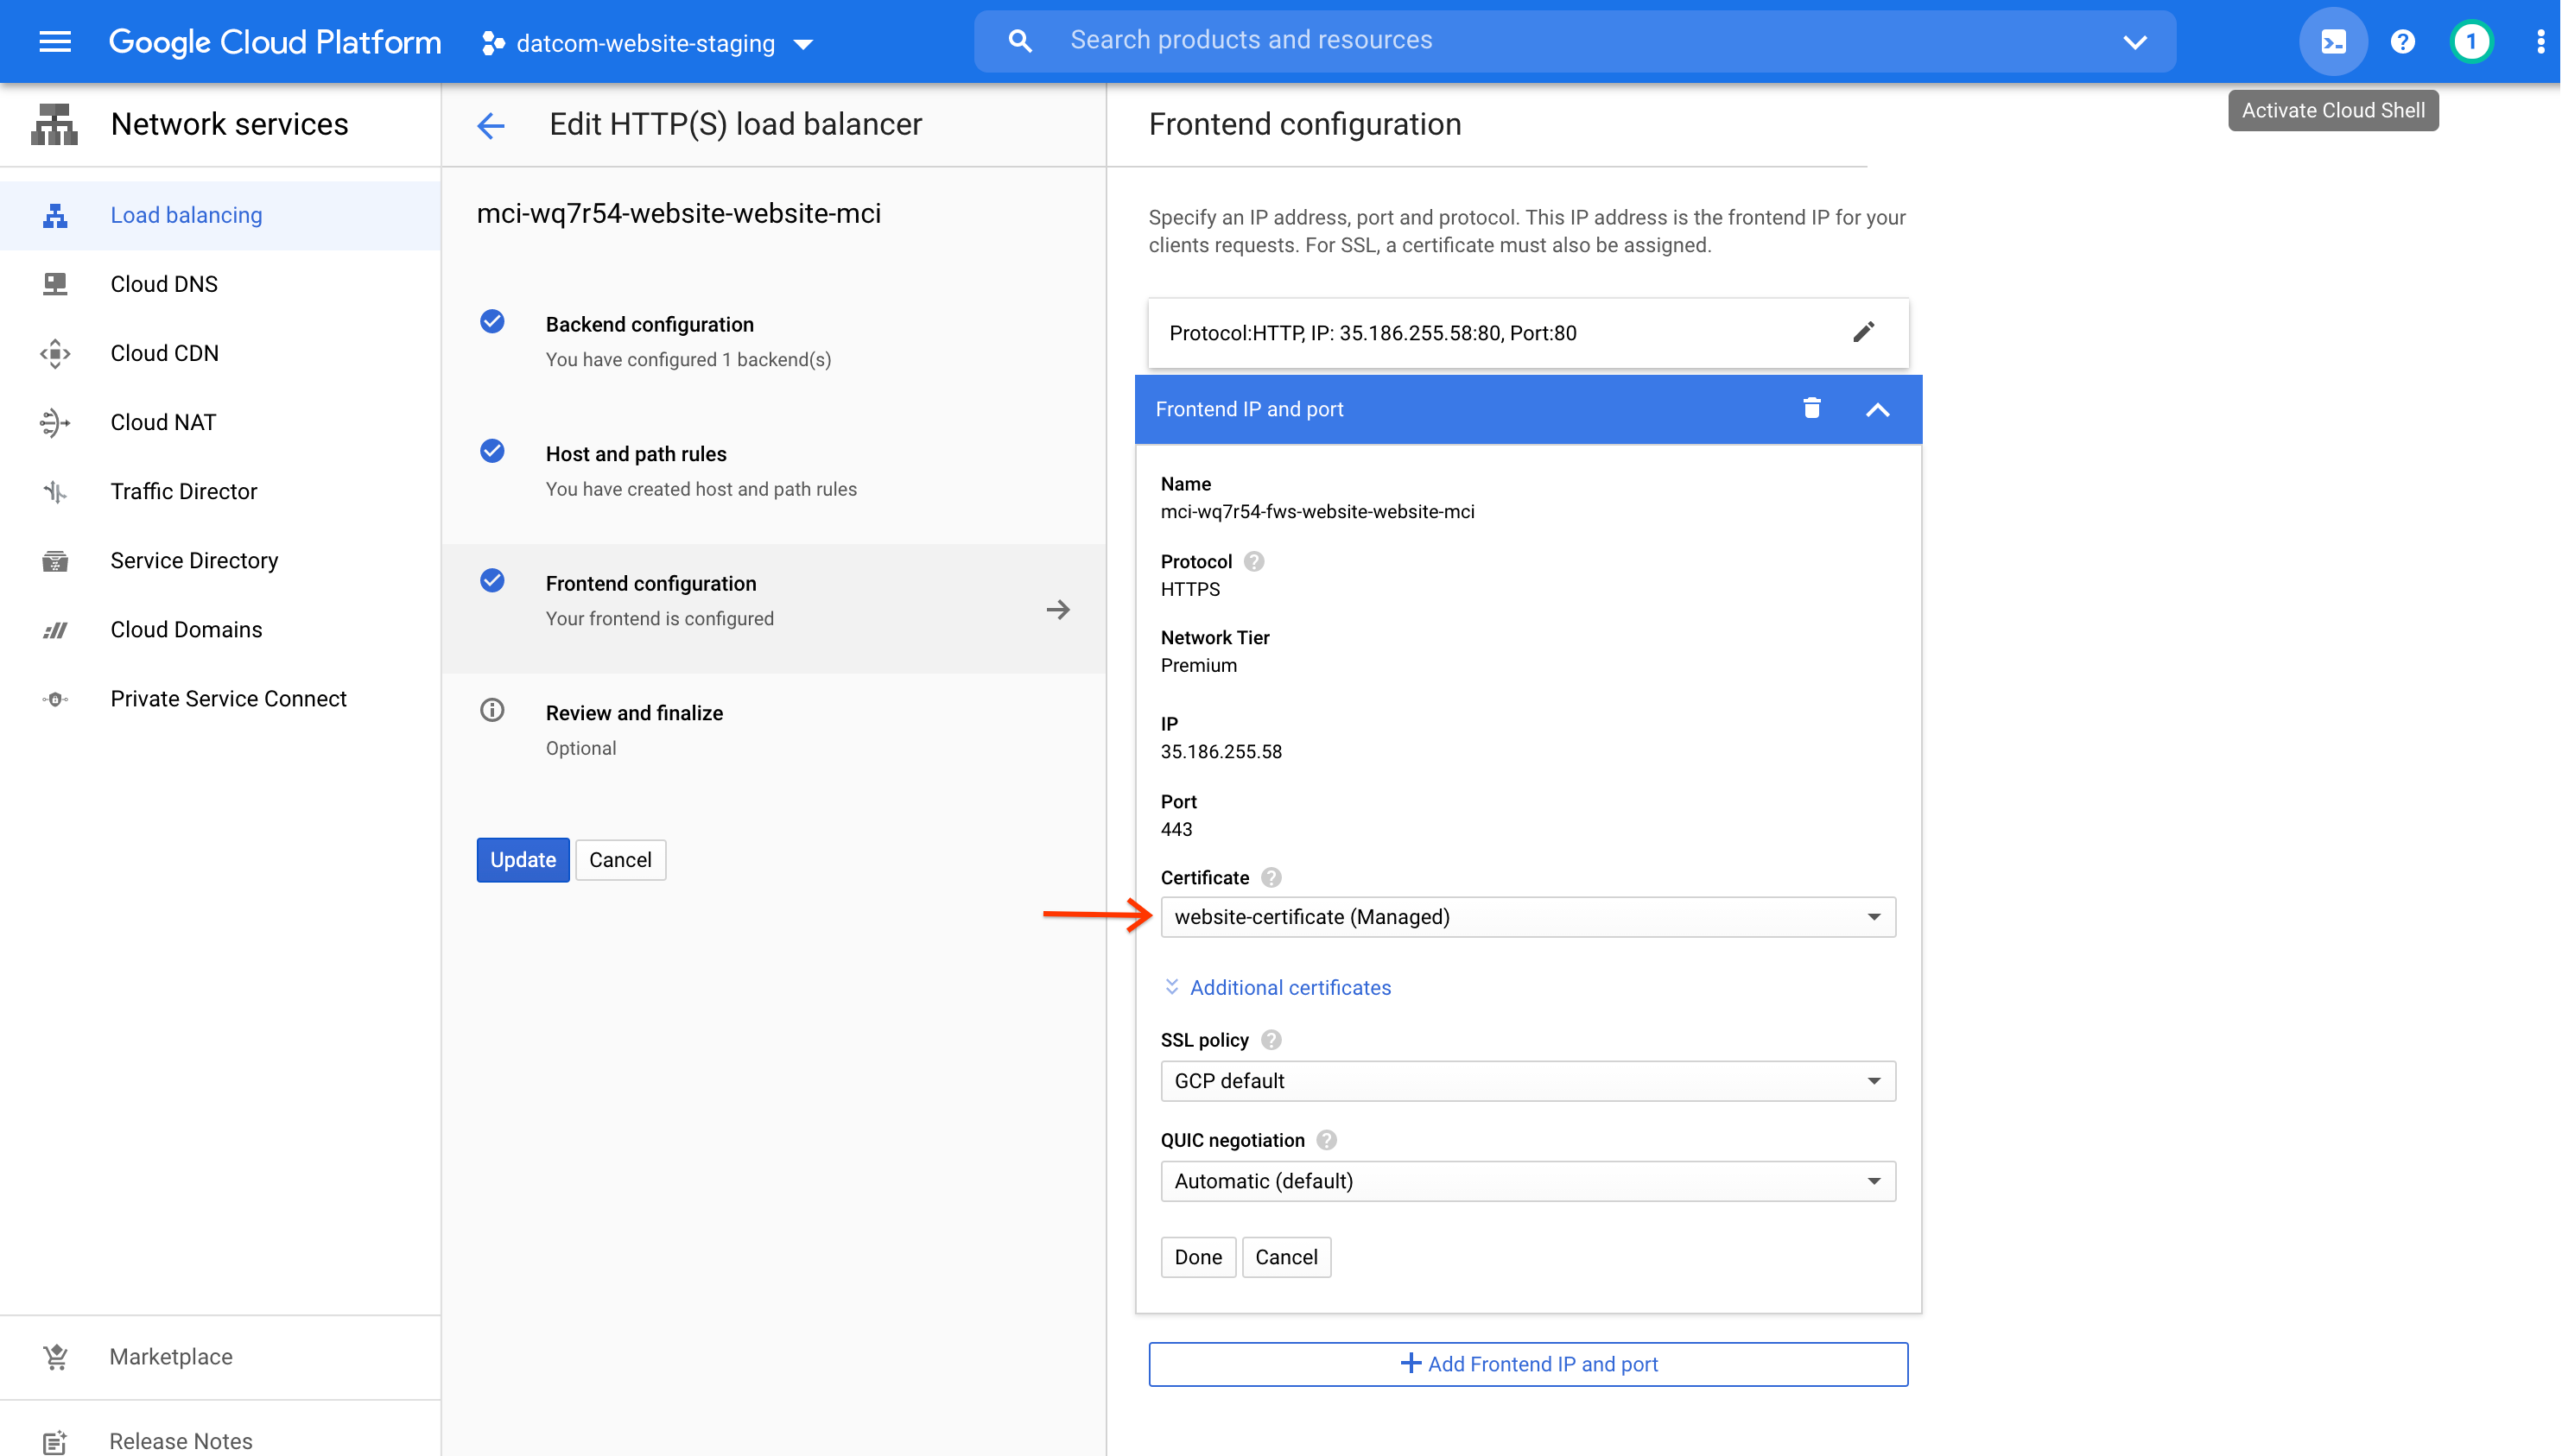 Google Cloud Platform
datcom-website-staging
Search products and resources
1
Activate Cloud Shell
Network services
Load balancing
Cloud DNS
Cloud CDN
Cloud NAT
Traffic Director
Service Directory
Cloud Domains
Private Service Connect
Marketplace
Release Notes
Edit HTTP(S) load balancer
mci-wq7r54-website-website-mci
Backend configuration
You have configured 1 backend(s)
Host and path rules
You have created host and path rules
Frontend configuration
Your frontend is configured
Review and finalize
Optional
Update
Cancel
Frontend configuration
Specify an IP address, port and protocol. This IP address is the frontend IP for your
clients requests. For SSL, a certificate must also be assigned.
Protocol:HTTP, IP: 35.186.255.58:80, Port:80
Frontend IP and port
Name
mci-wq7r54-fws-website-website-mci
Protocol
HTTPS
Network Tier
Premium
IP
35.186.255.58
Port
443
Certificate
website-certificate (Managed)
Additional certificates
SSL policy
GCP default
QUIC negotiation
Automatic (default)
Done
Cancel
Add Frontend IP and port